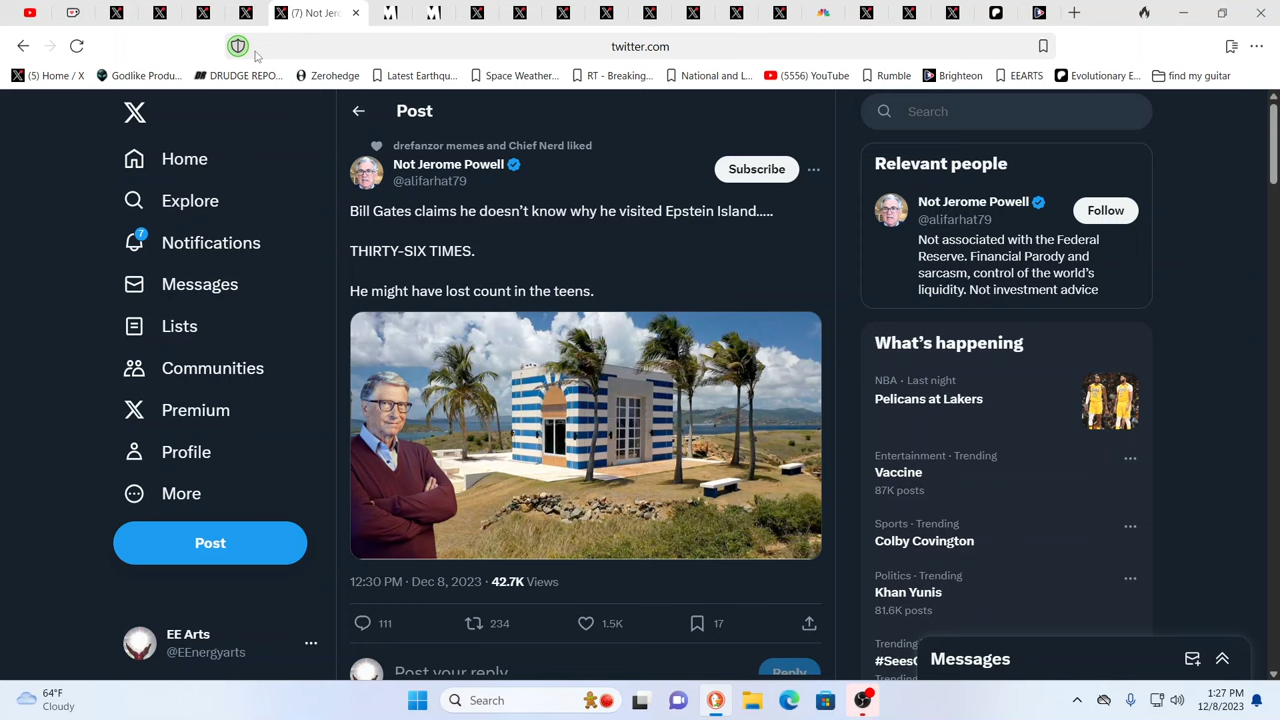 (7) Not Jero
twitter.com
(5) Home / X
Godlike Produ...
DRUDGE REPO...
Zerohedge
Latest Earthqu...
Space Weather...
RT - Breaking...
National and L...
(5556) YouTube
Rumble
Brighteon
EEARTS
Evolutionary E...
find my guitar
Home
Explore
7
Notifications
Messages
Lists
Communities
Premium
Profile
More
Post
EE Arts
@EEnergyarts
Post
drefanzor memes and Chief Nerd liked
Not Jerome Powell
@alifarhat79
Subscribe
Bill Gates claims he doesn’t know why he visited Epstein Island.....
THIRTY-SIX TIMES.
He might have lost count in the teens.
12:30 PM · Dec 8, 2023 · 42.7K Views
111 234 1.5K 17
Post your reply
Reply
Search
Relevant people
Not Jerome Powell
@alifarhat79
Follow
Not associated with the Federal
Reserve. Financial Parody and
sarcasm, control of the world’s
liquidity. Not investment advice
What’s happening
NBA · Last night
Pelicans at Lakers
Entertainment · Trending
Vaccine
87K posts
Sports · Trending
Colby Covington
Politics · Trending
Khan Yunis
81.6K posts
Trending
Messages
64°F
Cloudy
Search
1:27 PM
12/8/2023